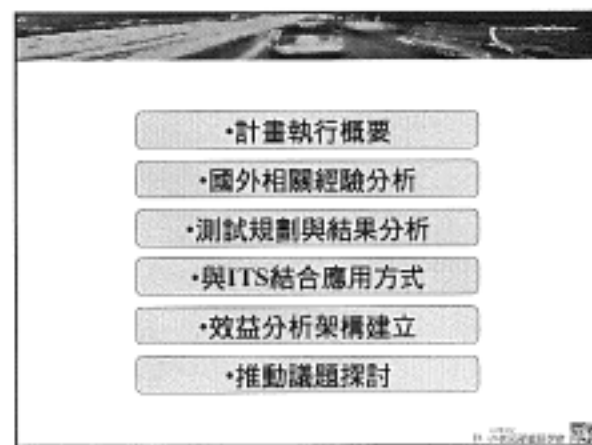 •計畫執行概要
•國外相關經驗分析
•測試規劃與結果分析
•與ITS結合應用方式
•效益分析架構建立
•推動議題探討